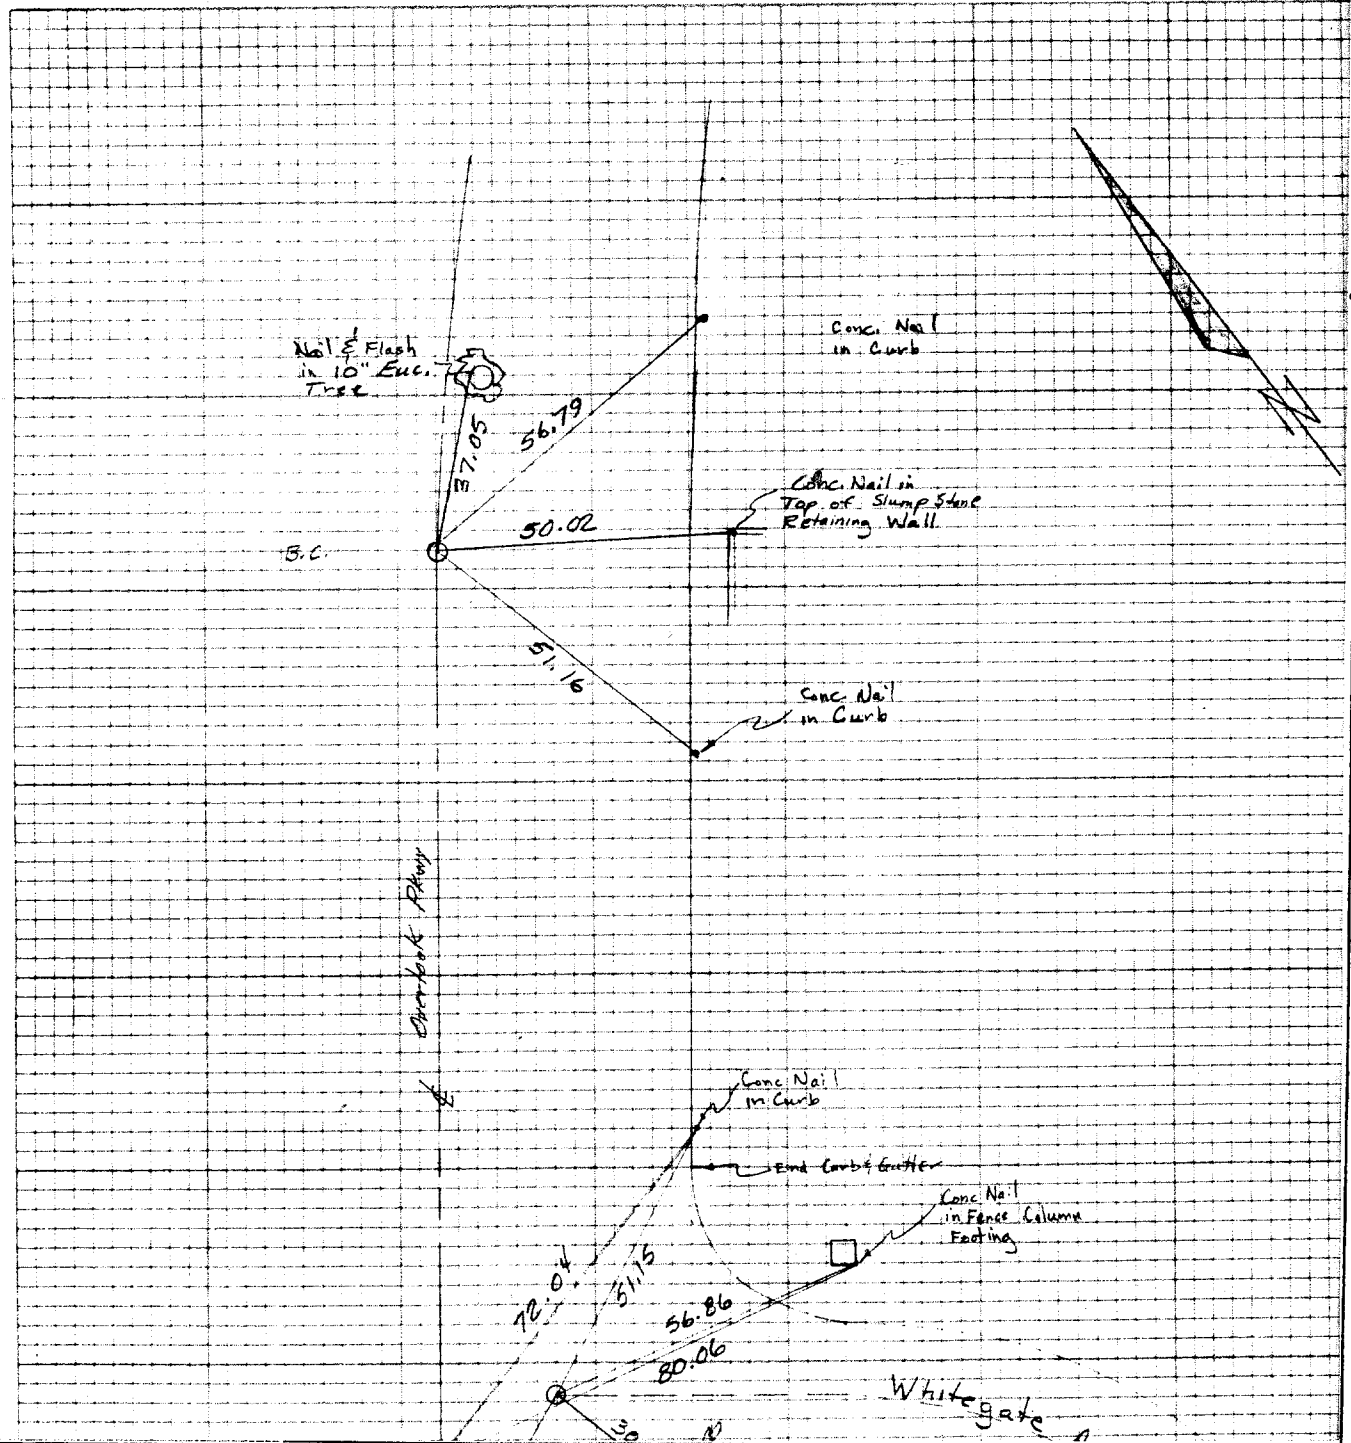 Conc. Nail
in Curb
Nail & Flash
in 10" Euc.
Tree
56.79
37.05
Conc. Nail in
Top of Slump Stone
Retaining Wall
50.02
B.C.
51.16
Conc. Nail
in Curb
Overlook Pkwy
Conc Nail
in Curb
End Curb & Gutter
Conc Nail
in Fence Column
Footing
72.04
51.15
56.86
80.06
Whitegate
30